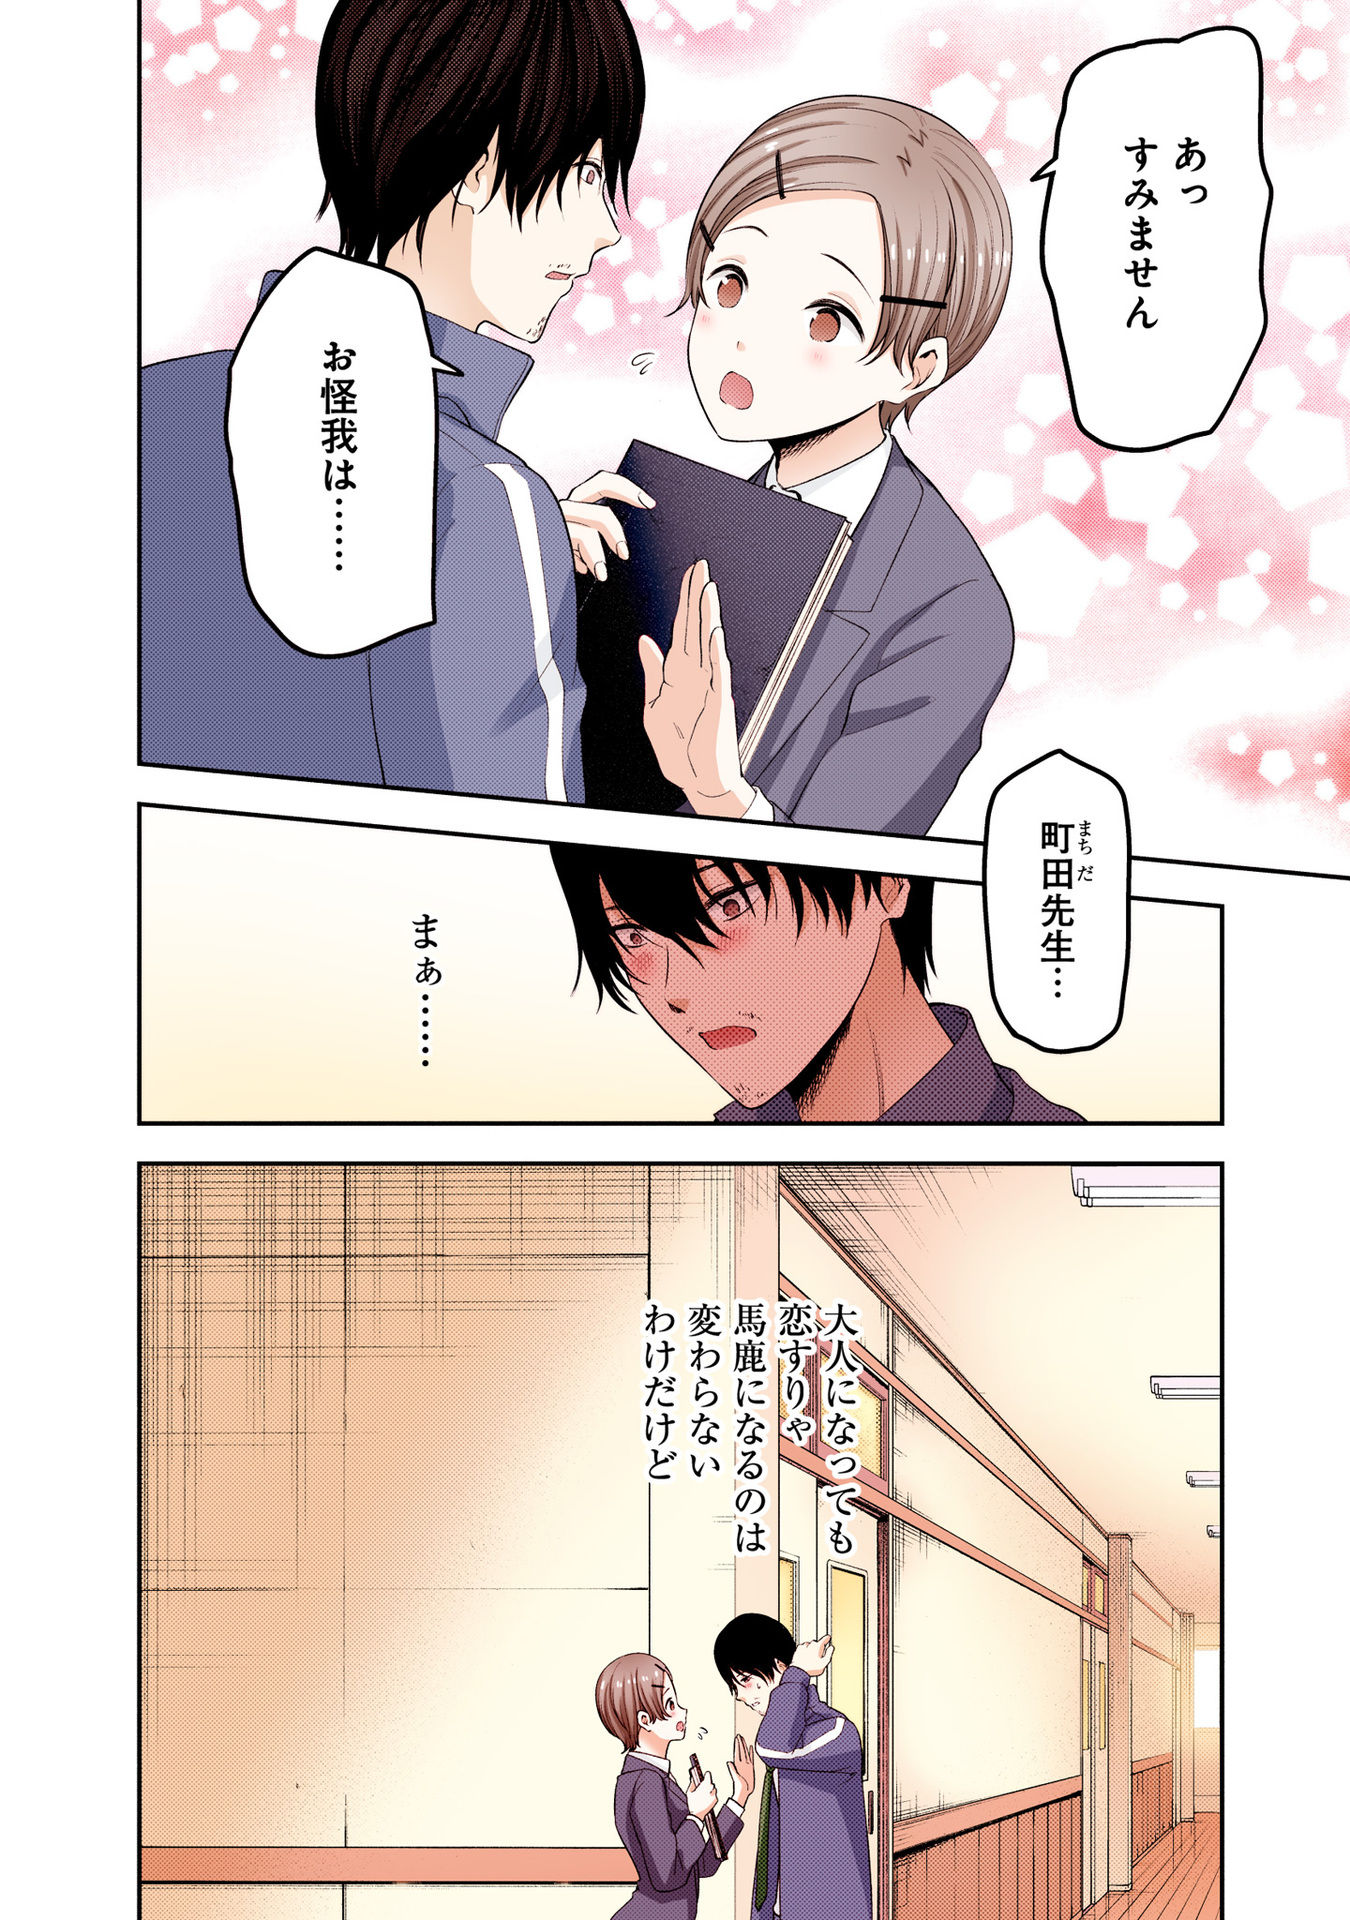 あっ
すみません
お怪我は……
町田先生…
まちだ
まぁ……
大人になっても
恋すりゃ
馬鹿になるのは
変わらない
わけだけど